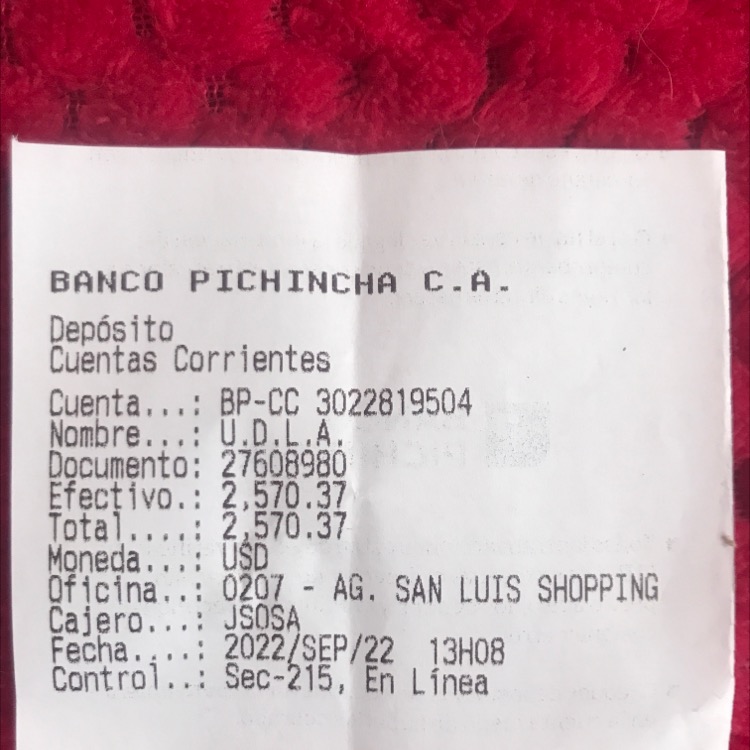 BANCO PICHINCHA C.A.
Depósito
Cuentas Corrientes
Cuenta...: BP-CC 3022819504
Nombre...: U.D.L.A.
Documento: 27608980
Efectivo.: 2,570.37
Total....: 2,570.37
Moneda...: USD
Oficina..: 0207 - AG. SAN LUIS SHOPPING
Cajero...: JSOSA
Fecha....: 2022/SEP/22 13H08
Control..: Sec-215, En Línea